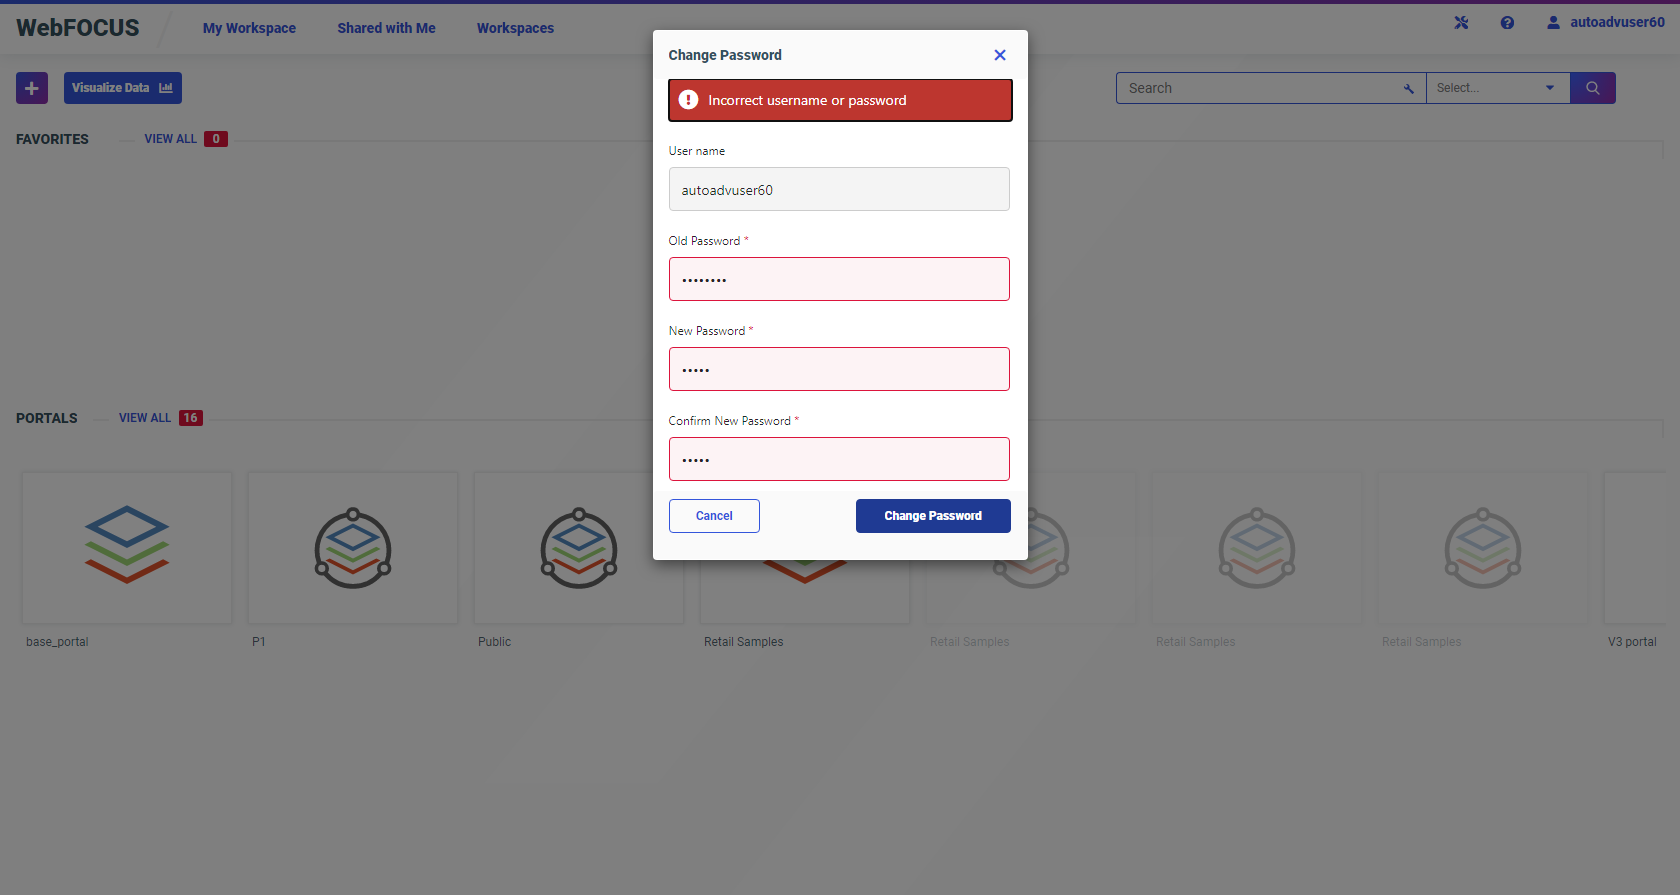 WebFOCUS
My Workspace
Shared with Me
Workspaces
autoadvuser60
Visualize Data
Search
Select...
FAVORITES
VIEW ALL 0
Change Password
Incorrect username or password
User name
autoadvuser60
Old Password *
••••••••
New Password *
•••••
Confirm New Password *
•••••
Cancel
Change Password
PORTALS
VIEW ALL 16
base_portal
P1
Public
Retail Samples
Retail Samples
Retail Samples
Retail Samples
V3 portal